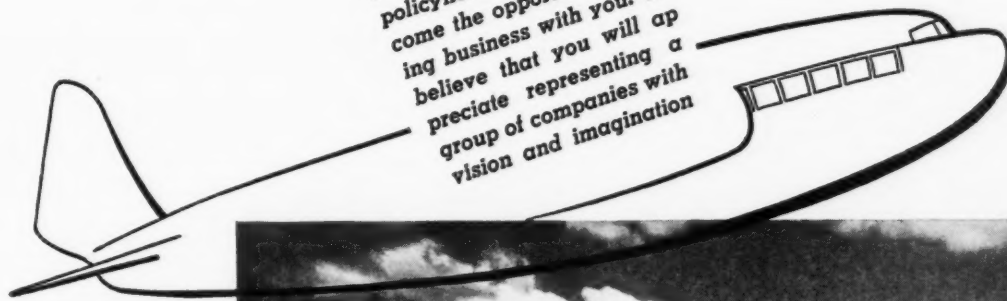 come the oppo
ing business with you.
believe that you will ap
preciate representing a
group of companies with
vision and imagination